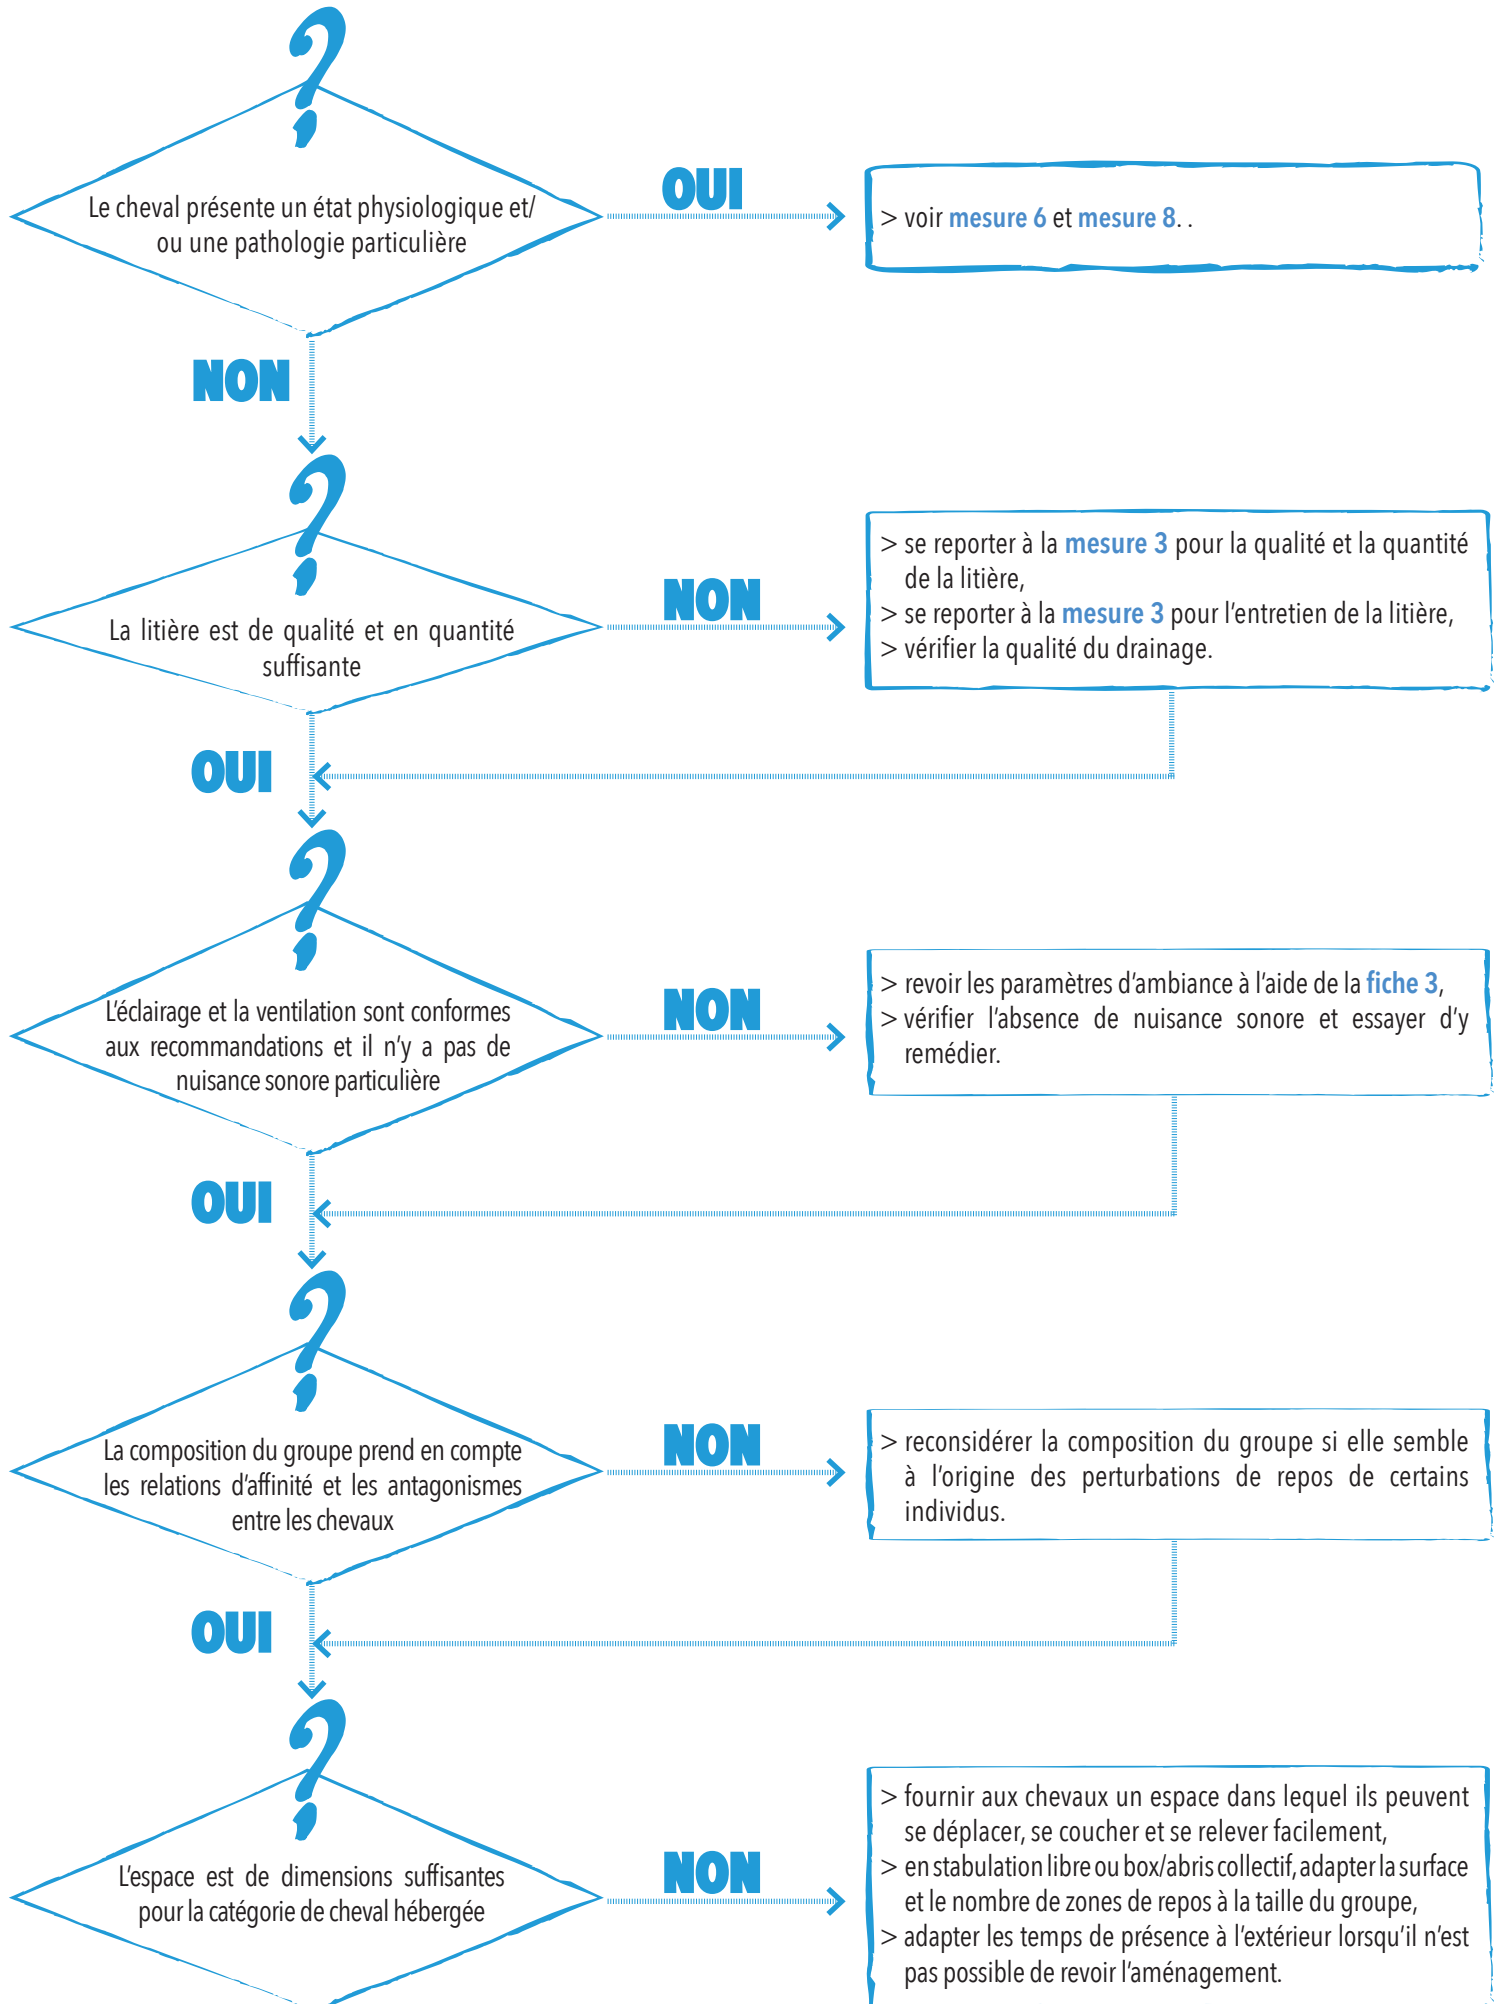 ?
Le cheval présente un état physiologique et/
ou une pathologie particulière
OUI
> voir mesure 6 et mesure 8. .
NON
?
La litière est de qualité et en quantité
suffisante
NON
> se reporter à la mesure 3 pour la qualité et la quantité
de la litière,
> se reporter à la mesure 3 pour l'entretien de la litière,
> vérifier la qualité du drainage.
OUI
?
L'éclairage et la ventilation sont conformes
aux recommandations et il n'y a pas de
nuisance sonore particulière
NON
> revoir les paramètres d'ambiance à l'aide de la fiche 3,
> vérifier l'absence de nuisance sonore et essayer d'y
remédier.
OUI
?
La composition du groupe prend en compte
les relations d'affinité et les antagonismes
entre les chevaux
NON
> reconsidérer la composition du groupe si elle semble
à l'origine des perturbations de repos de certains
individus.
OUI
?
L'espace est de dimensions suffisantes
pour la catégorie de cheval hébergée
NON
> fournir aux chevaux un espace dans lequel ils peuvent
se déplacer, se coucher et se relever facilement,
> en stabulation libre ou box/abris collectif, adapter la surface
et le nombre de zones de repos à la taille du groupe,
> adapter les temps de présence à l'extérieur lorsqu'il n'est
pas possible de revoir l'aménagement.